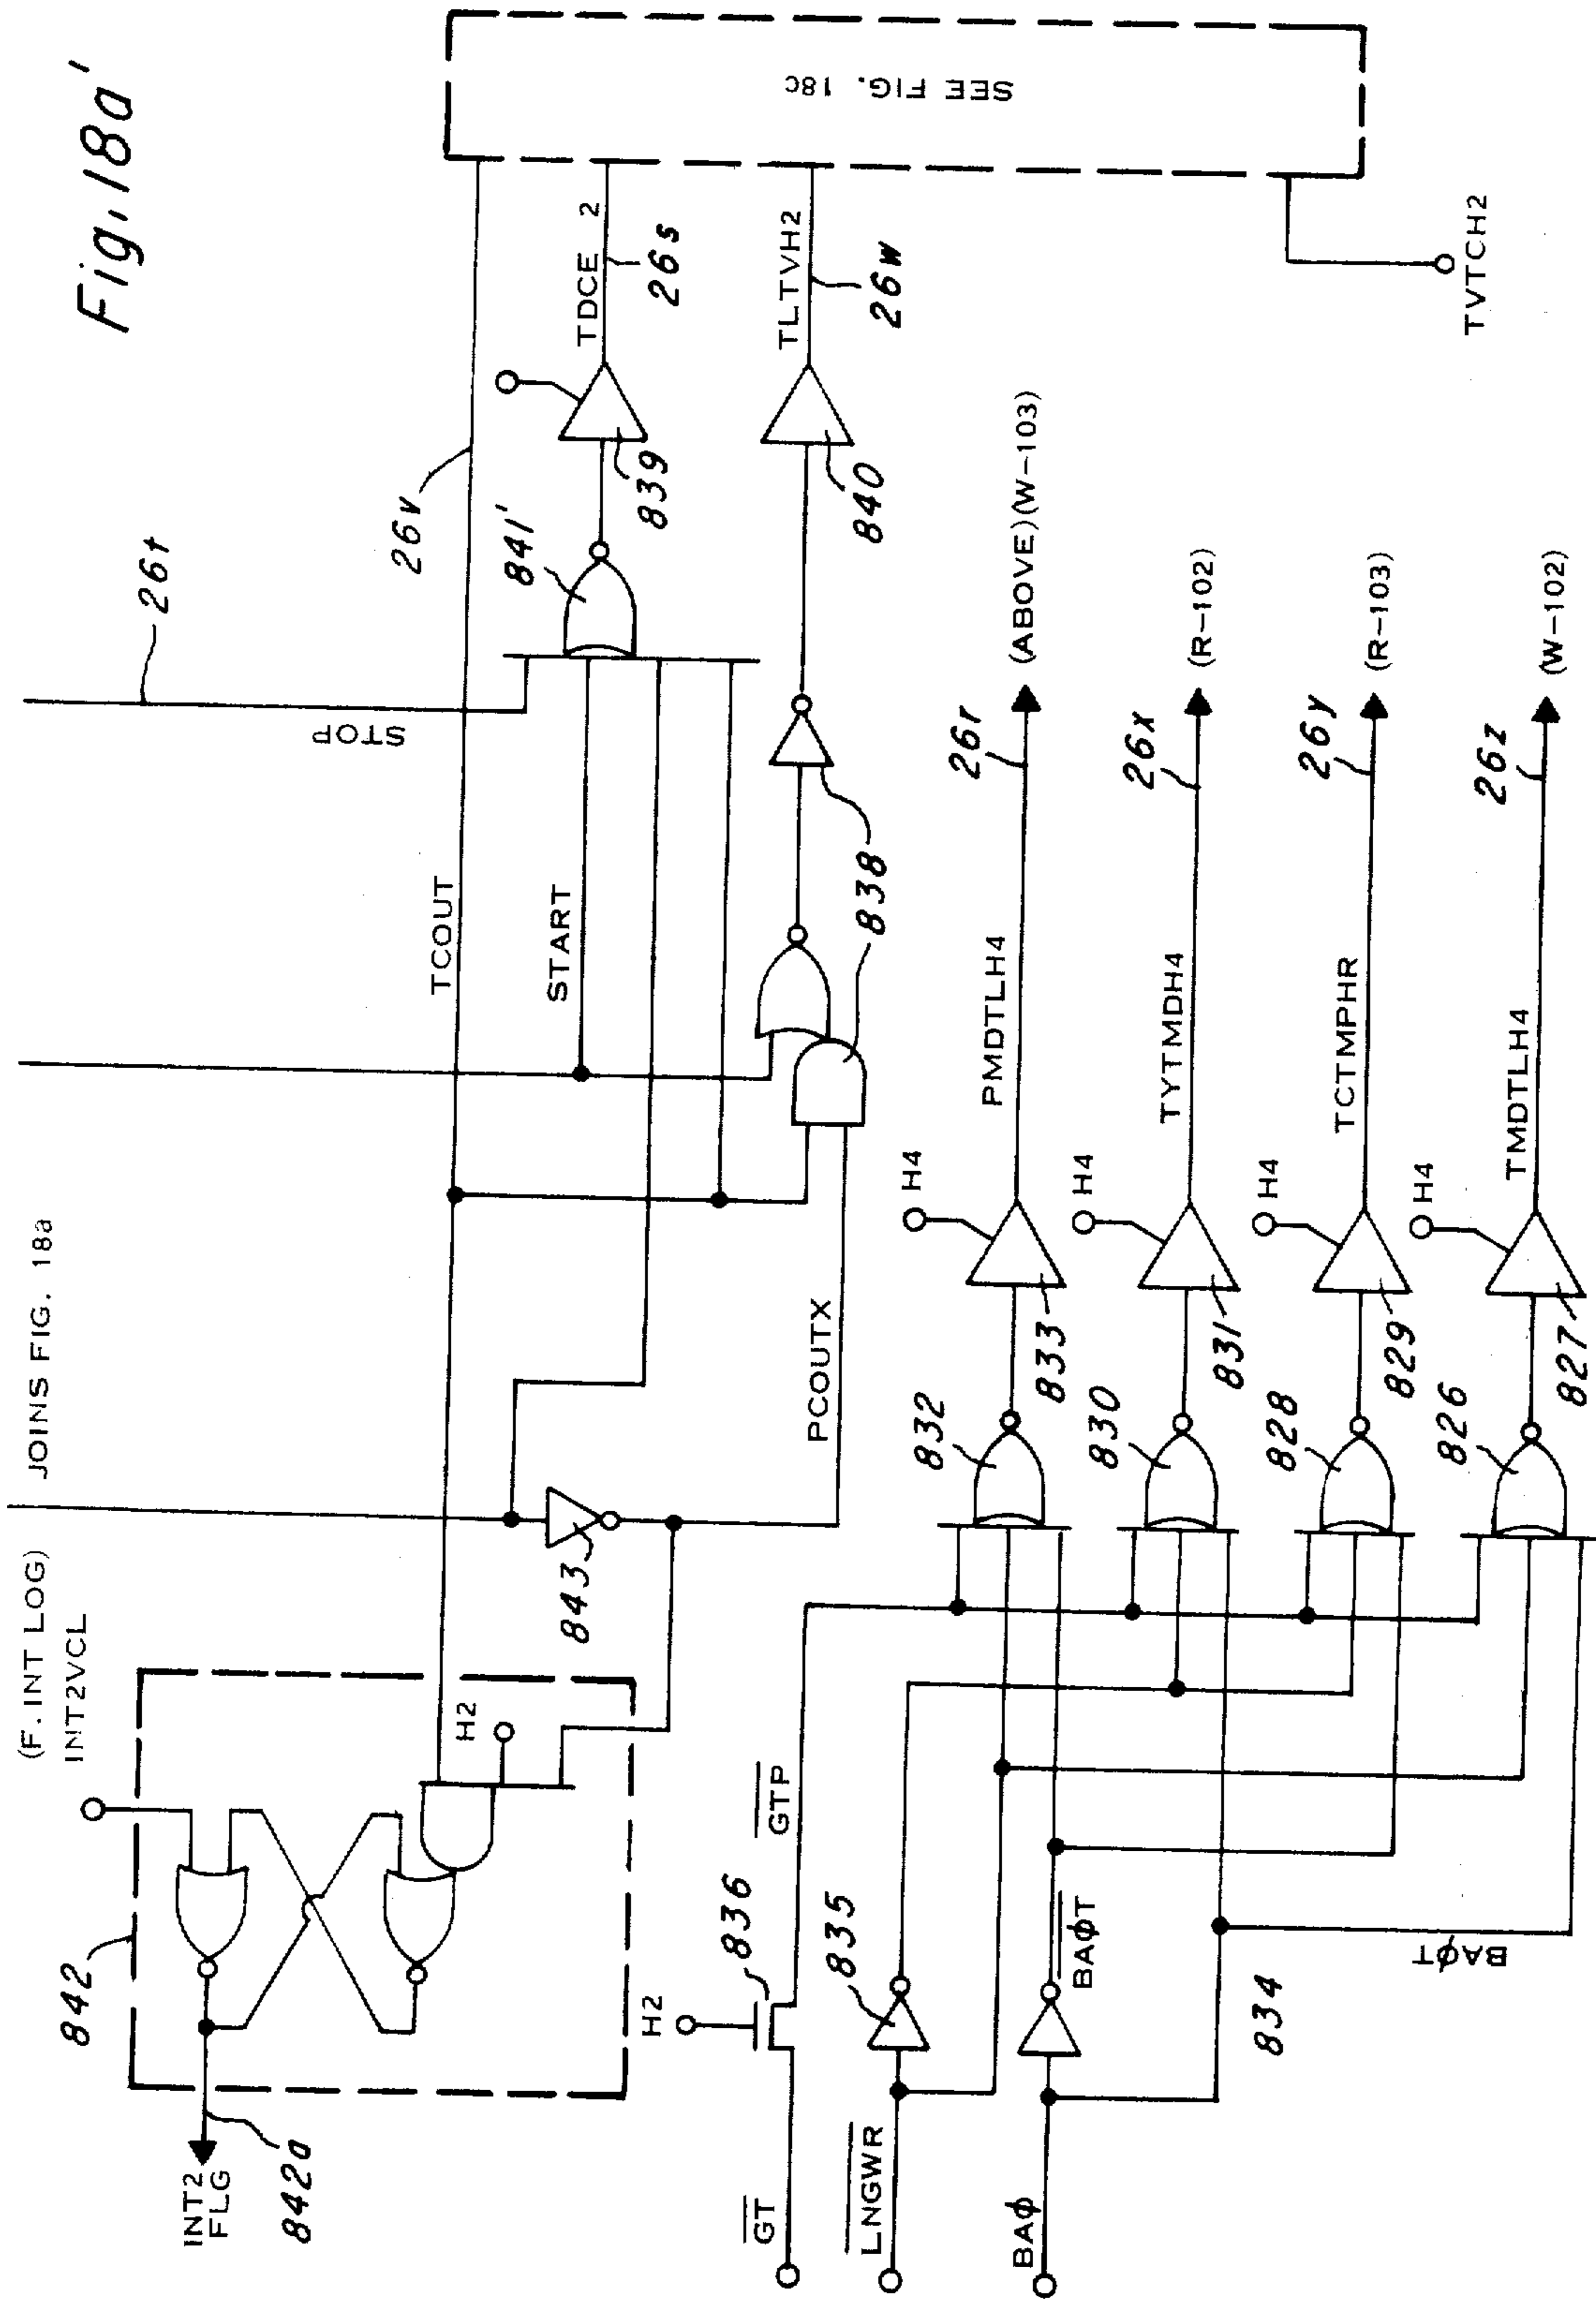 Fig. 18a'
JOINS FIG. 18a
(F. INT LOG)
INT2VCL
842
INT2
FLG
842a
H2
843
PCOUTX
TCOUT
START
STOP
26t
26v
841'
839
TDCE 2
26s
838
840
TLTVH2
26w
SEE FIG. 18C
TVTCH2
H2
836
GT
GTP
LNGWR
835
BAϕ
BAϕT
834
BAϕT
832
H4
833
PMDTLH4
26r
(ABOVE)(W-103)
830
H4
831
TYTMDH4
26x
(R-102)
828
H4
829
TCTMPHR
26y
(R-103)
826
H4
827
TMDTLH4
26z
(W-102)